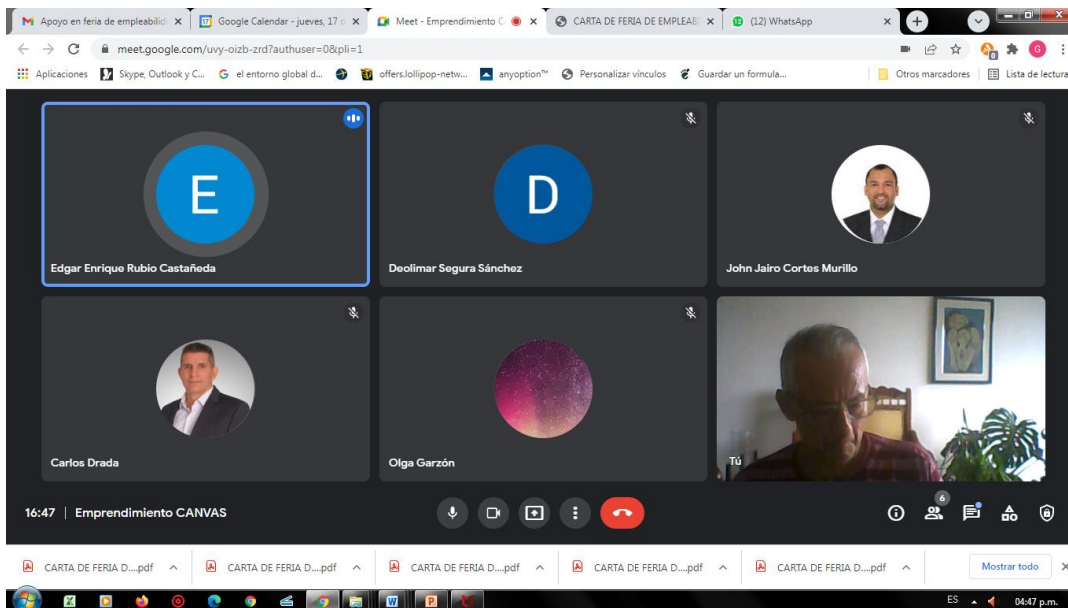 Apoyo en feria de empleabilid
Google Calendar - jueves, 17 d
Meet - Emprendimiento C
CARTA DE FERIA DE EMPLEAB
(12) WhatsApp
meet.google.com/uvy-oizb-zrd?authuser=0&pli=1
Aplicaciones
Skype, Outlook y C...
el entorno global d...
offers.lollipop-netw...
anyoption™
Personalizar vínculos
Guardar un formula...
Otros marcadores
Lista de lectura
E
Edgar Enrique Rubio Castañeda
D
Deolimar Segura Sánchez
John Jairo Cortes Murillo
Carlos Drada
Olga Garzón
Tú
16:47 | Emprendimiento CANVAS
6
CARTA DE FERIA D....pdf
CARTA DE FERIA D....pdf
CARTA DE FERIA D....pdf
CARTA DE FERIA D....pdf
CARTA DE FERIA D....pdf
Mostrar todo
ES
04:47 p.m.